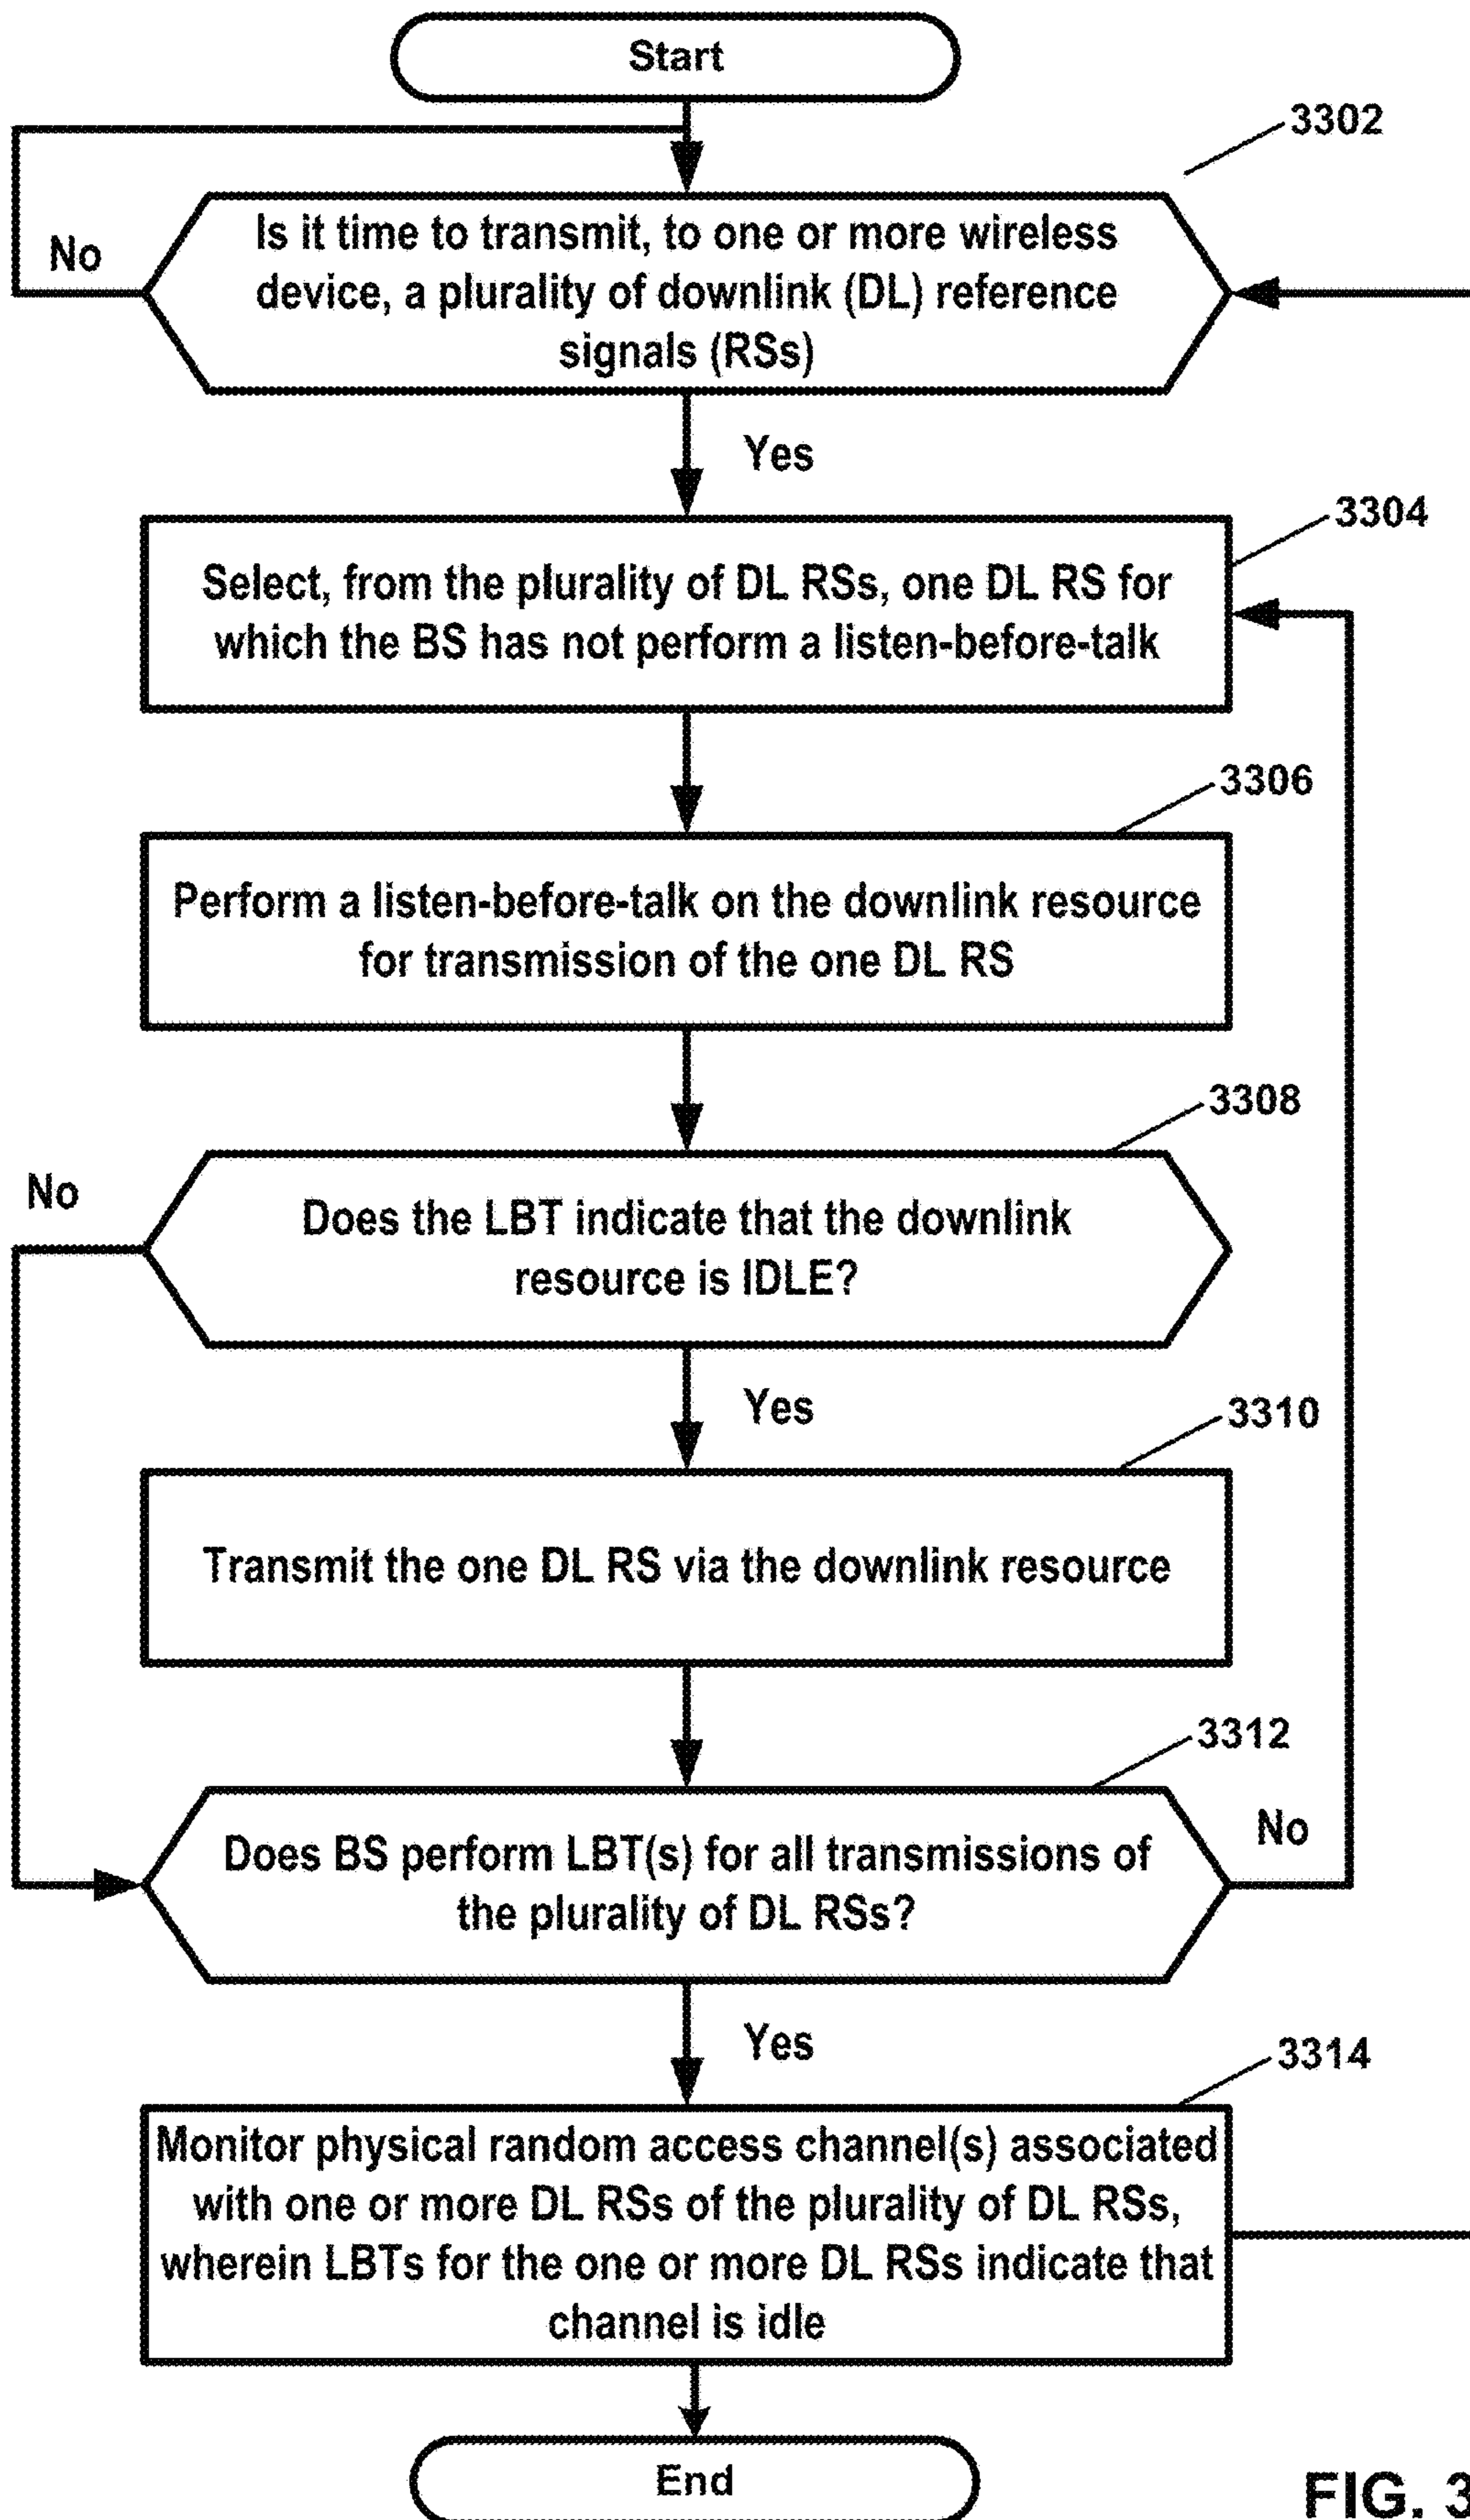 Start
3302
No
Is it time to transmit, to one or more wireless
device, a plurality of downlink (DL) reference
signals (RSs)
Yes
3304
Select, from the plurality of DL RSs, one DL RS for
which the BS has not perform a listen-before-talk
3306
Perform a listen-before-talk on the downlink resource
for transmission of the one DL RS
3308
No
Does the LBT indicate that the downlink
resource is IDLE?
Yes
3310
Transmit the one DL RS via the downlink resource
3312
Does BS perform LBT(s) for all transmissions of
the plurality of DL RSs?
No
Yes
3314
Monitor physical random access channel(s) associated
with one or more DL RSs of the plurality of DL RSs,
wherein LBTs for the one or more DL RSs indicate that
channel is idle
End
FIG. 3